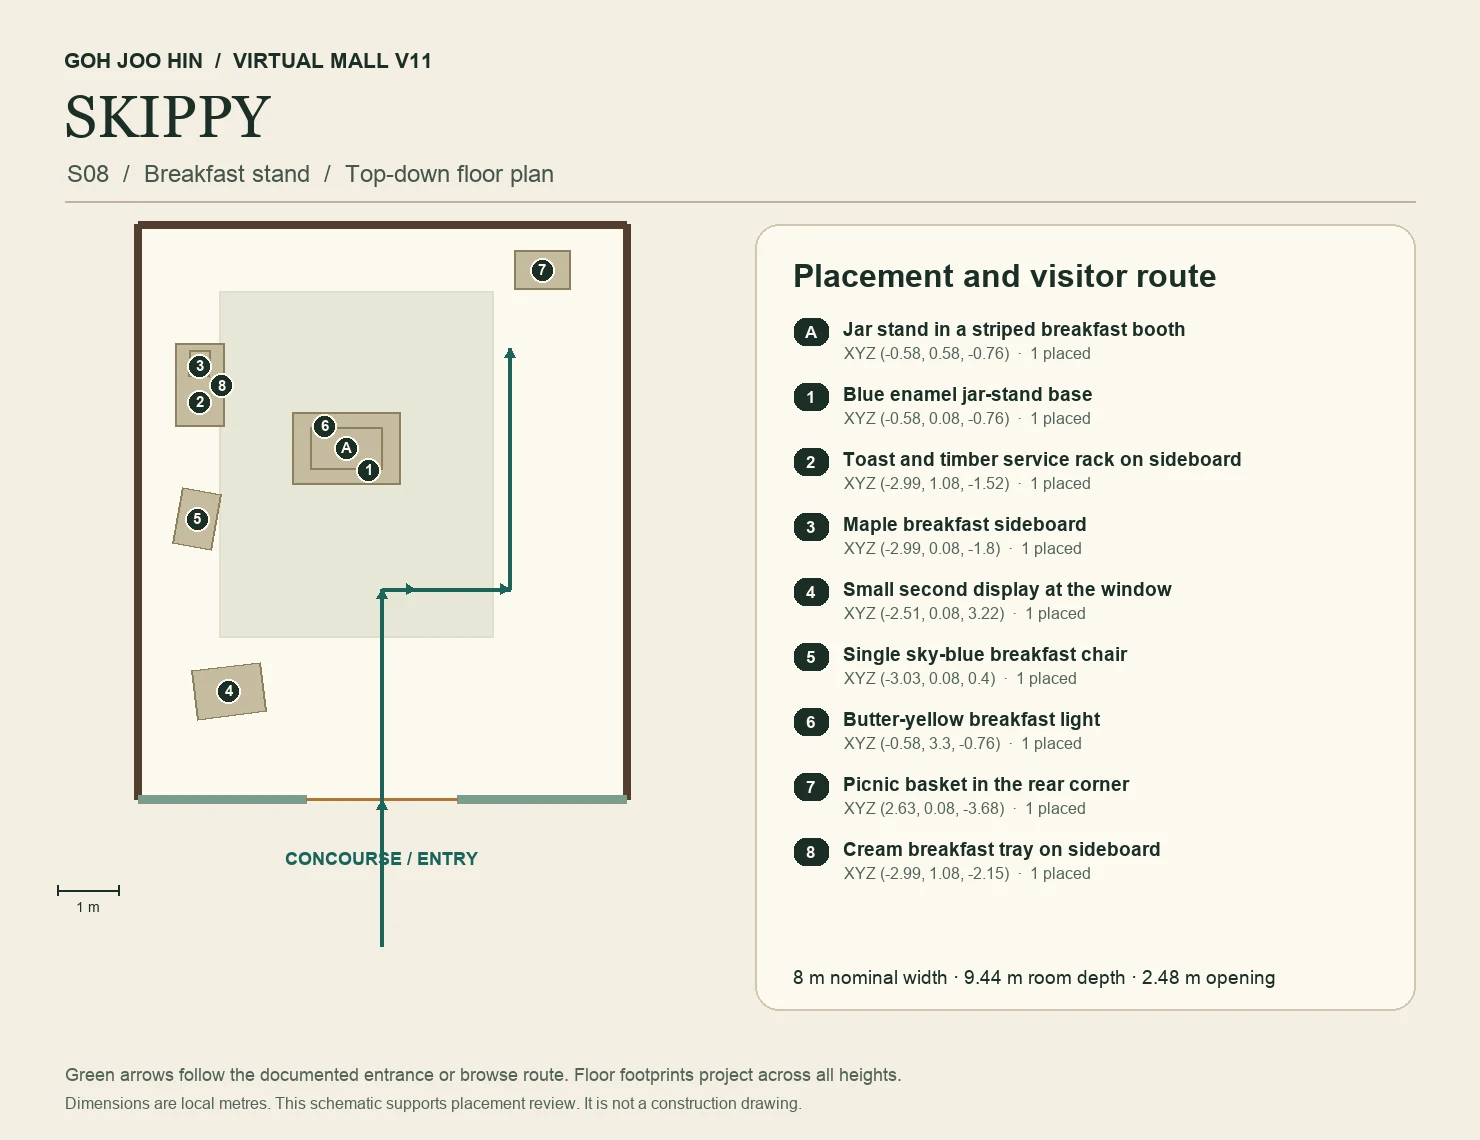 GOH JOO HIN / VIRTUAL MALL V11
SKIPPY
S08 / Breakfast stand / Top-down floor plan
7
3
8
2
6
A
1
5
4
CONCOURSE / ENTRY
1 m
Placement and visitor route
A Jar stand in a striped breakfast booth
XYZ (-0.58, 0.58, -0.76) · 1 placed
1 Blue enamel jar-stand base
XYZ (-0.58, 0.08, -0.76) · 1 placed
2 Toast and timber service rack on sideboard
XYZ (-2.99, 1.08, -1.52) · 1 placed
3 Maple breakfast sideboard
XYZ (-2.99, 0.08, -1.8) · 1 placed
4 Small second display at the window
XYZ (-2.51, 0.08, 3.22) · 1 placed
5 Single sky-blue breakfast chair
XYZ (-3.03, 0.08, 0.4) · 1 placed
6 Butter-yellow breakfast light
XYZ (-0.58, 3.3, -0.76) · 1 placed
7 Picnic basket in the rear corner
XYZ (2.63, 0.08, -3.68) · 1 placed
8 Cream breakfast tray on sideboard
XYZ (-2.99, 1.08, -2.15) · 1 placed
8 m nominal width · 9.44 m room depth · 2.48 m opening
Green arrows follow the documented entrance or browse route. Floor footprints project across all heights.
Dimensions are local metres. This schematic supports placement review. It is not a construction drawing.